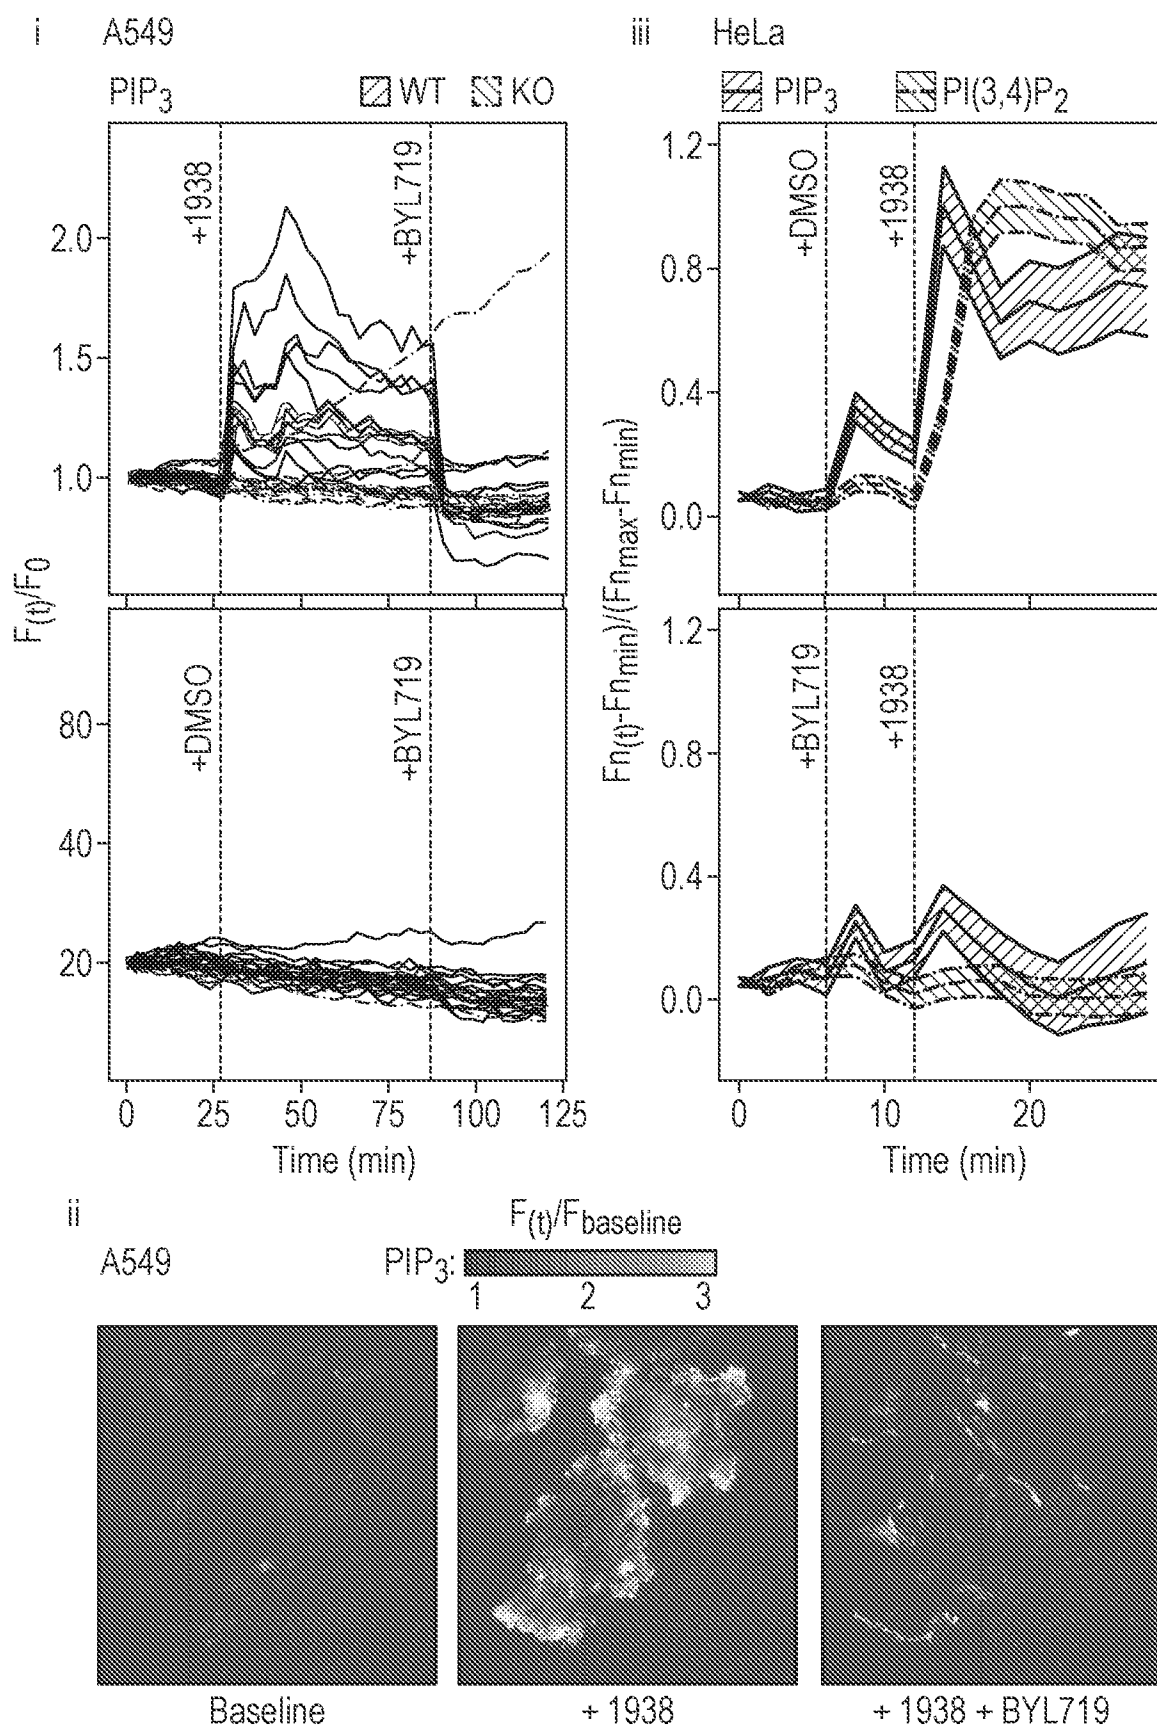 i A549
PIP3 WT KO
+1938
+BYL719
2.0
1.5
1.0
F(t)/F0
+DMSO
+BYL719
80
40
20
0 25 50 75 100 125
Time (min)
iii HeLa
PIP3 PI(3,4)P2
+DMSO
+1938
1.2
0.8
0.4
0.0
Fn(t)-Fnmin)/(Fnmax-Fnmin)
+BYL719
+1938
1.2
0.8
0.4
0.0
0 10 20
Time (min)
ii
A549
F(t)/Fbaseline
PIP3:
1 2 3
Baseline
+ 1938
+ 1938 + BYL719